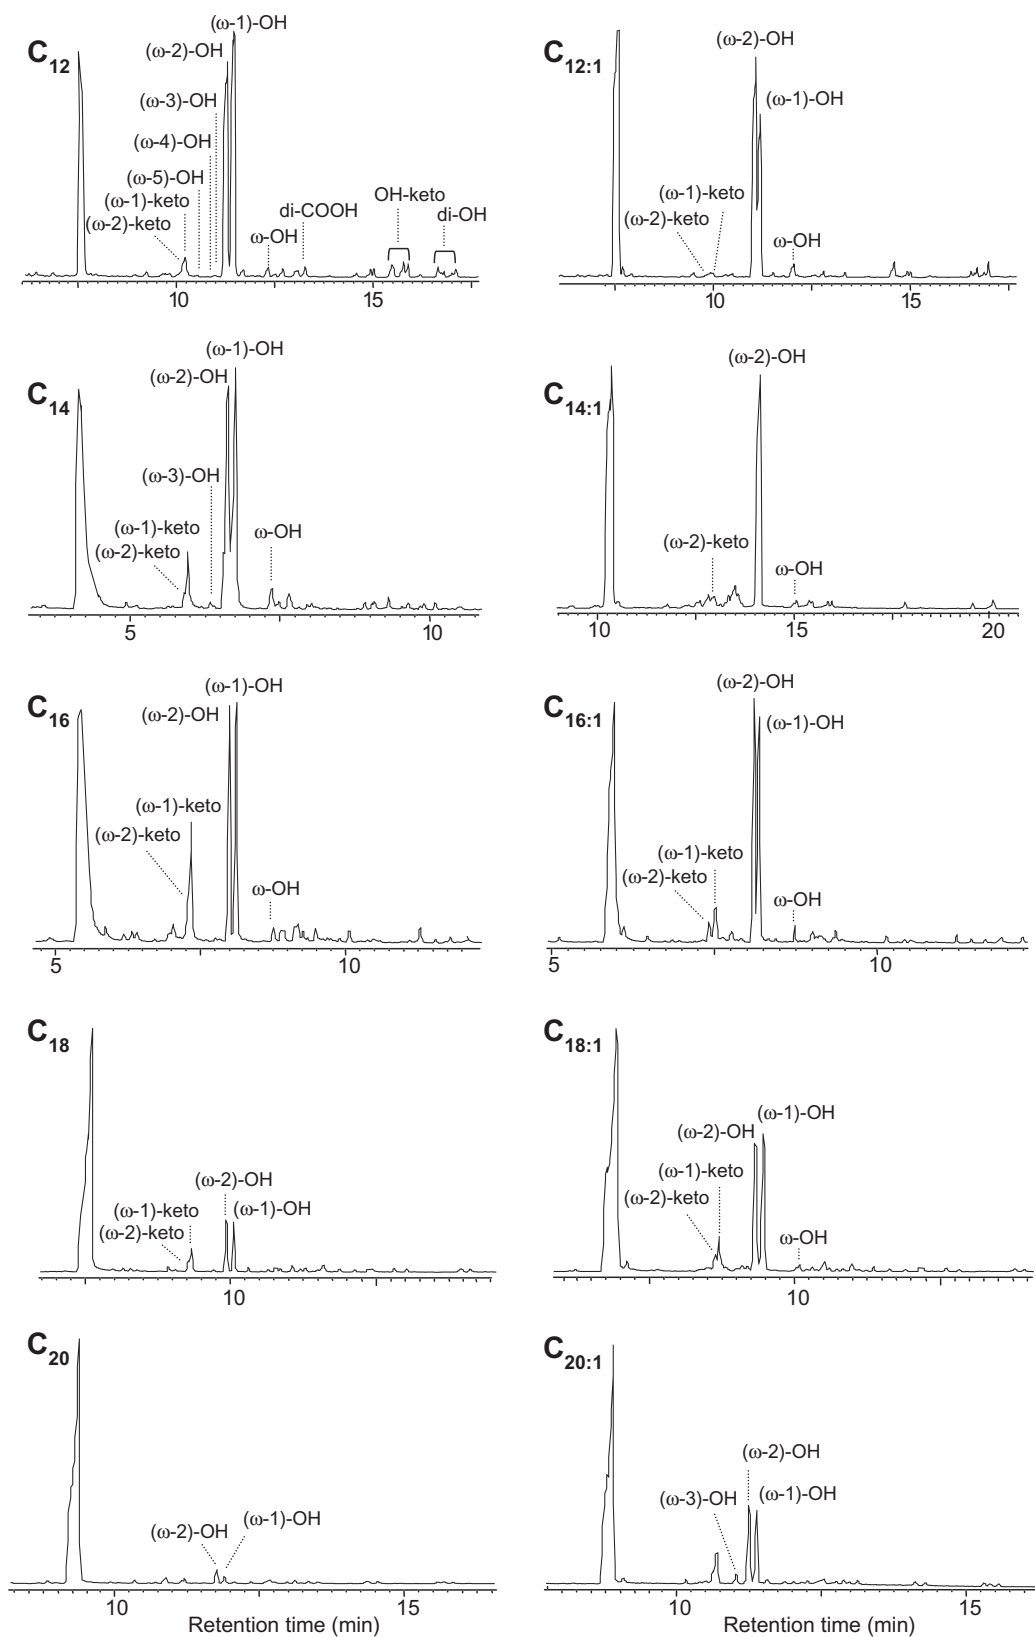 C12
(ω-1)-OH
(ω-2)-OH
(ω-3)-OH
(ω-4)-OH
(ω-5)-OH
(ω-1)-keto
(ω-2)-keto
ω-OH
di-COOH
OH-keto
di-OH
10
15
C12:1
(ω-2)-OH
(ω-1)-OH
(ω-1)-keto
(ω-2)-keto
ω-OH
10
15
C14
(ω-1)-OH
(ω-2)-OH
(ω-3)-OH
(ω-1)-keto
(ω-2)-keto
ω-OH
5
10
C14:1
(ω-2)-OH
(ω-2)-keto
ω-OH
10
15
20
C16
(ω-1)-OH
(ω-2)-OH
(ω-1)-keto
(ω-2)-keto
ω-OH
5
10
C16:1
(ω-2)-OH
(ω-1)-OH
(ω-1)-keto
(ω-2)-keto
ω-OH
5
10
C18
(ω-2)-OH
(ω-1)-OH
(ω-1)-keto
(ω-2)-keto
10
C18:1
(ω-1)-OH
(ω-2)-OH
(ω-1)-keto
(ω-2)-keto
ω-OH
10
C20
(ω-1)-OH
(ω-2)-OH
10
15
Retention time (min)
C20:1
(ω-2)-OH
(ω-3)-OH
(ω-1)-OH
10
15
Retention time (min)